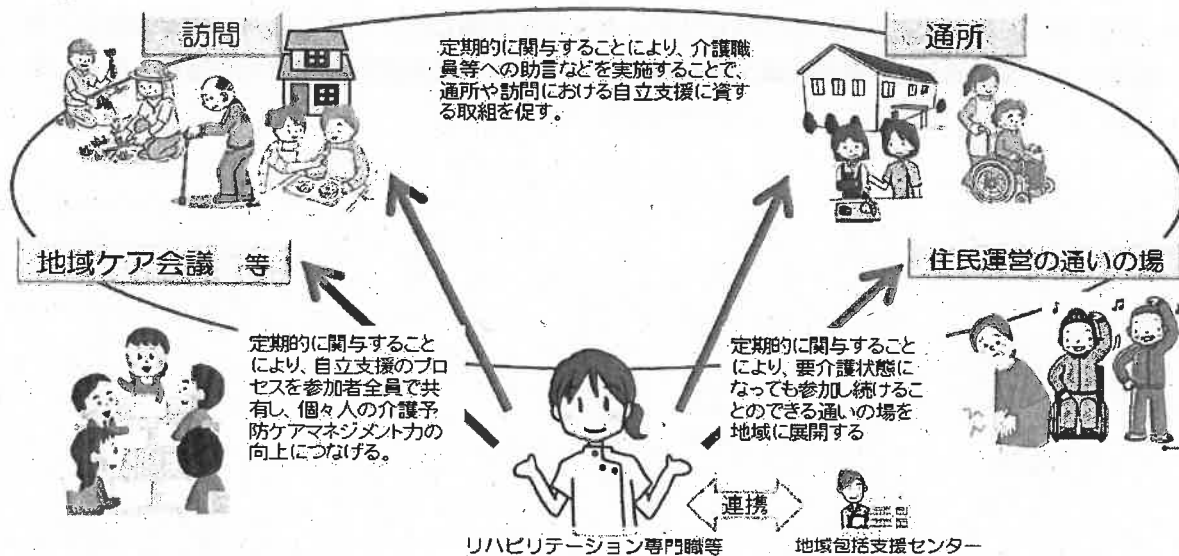 訪問
定期的に関与することにより、介護職
員等への助言などを実施することで、
通所や訪問における自立支援に資す
る取組を促す。
通所
地域ケア会議　等
住民運営の通いの場
定期的に関与すること
により、自立支援のプロ
セスを参加者全員で共
有し、個々人の介護予
防ケアマネジメント力の
向上につなげる。
定期的に関与すること
により、要介護状態に
なっても参加し続けるこ
とのできる通いの場を
地域に展開する
連携
リハビリテーション専門職等
地域包括支援センター